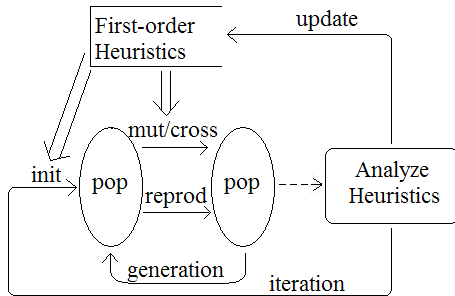 First-order
Heuristics
update
mut/cross
init
pop
reprod
pop
Analyze
Heuristics
generation
iteration